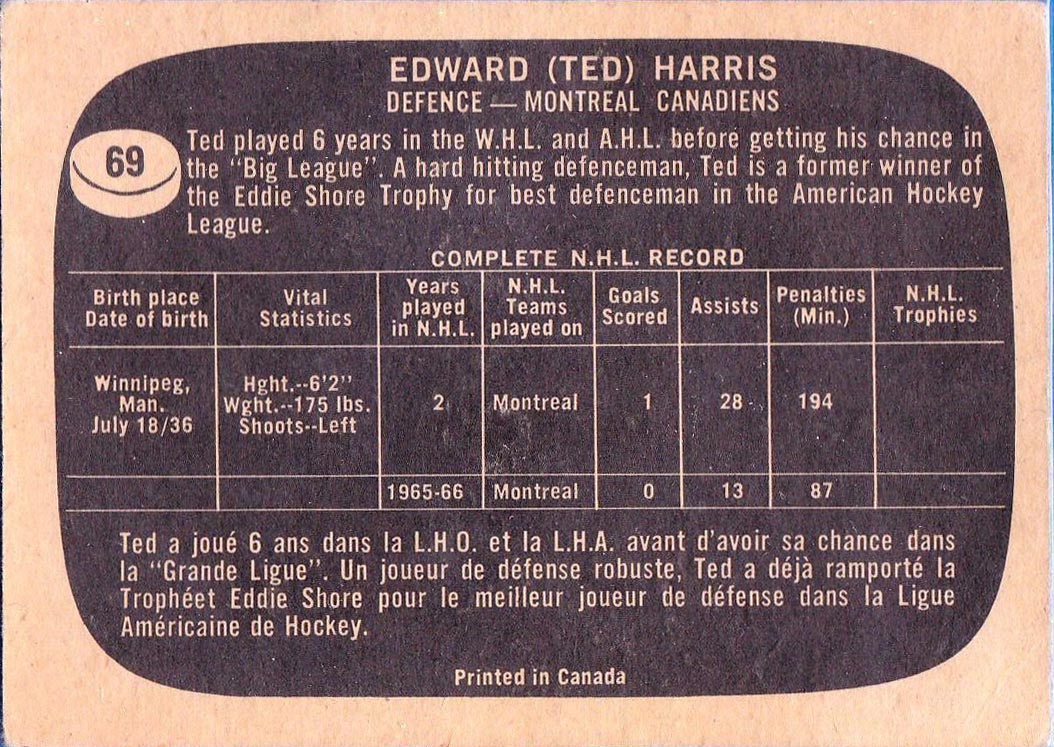 EDWARD (TED) HARRIS
DEFENCE — MONTREAL CANADIENS
69
Ted played 6 years in the W.H.L. and A.H.L. before getting his chance in
the "Big League". A hard hitting defenceman, Ted is a former winner of
the Eddie Shore Trophy for best defenceman in the American Hockey
League.
COMPLETE N.H.L. RECORD
Birth place
Date of birth
Vital
Statistics
Years
played
in N.H.L.
N.H.L.
Teams
played on
Goals
Scored
Assists
Penalties
(Min.)
N.H.L.
Trophies
Winnipeg,
Man.
July 18/36
Hght.--6'2''
Wght.--175 lbs.
Shoots--Left
2
Montreal
1
28
194
1965-66
Montreal
0
13
87
Ted a joué 6 ans dans la L.H.O. et la L.H.A. avant d'avoir sa chance dans
la "Grande Ligue". Un joueur de défense robuste, Ted a déjà ramporté la
Trophéet Eddie Shore pour le meilleur joueur de défense dans la Ligue
Américaine de Hockey.
Printed in Canada